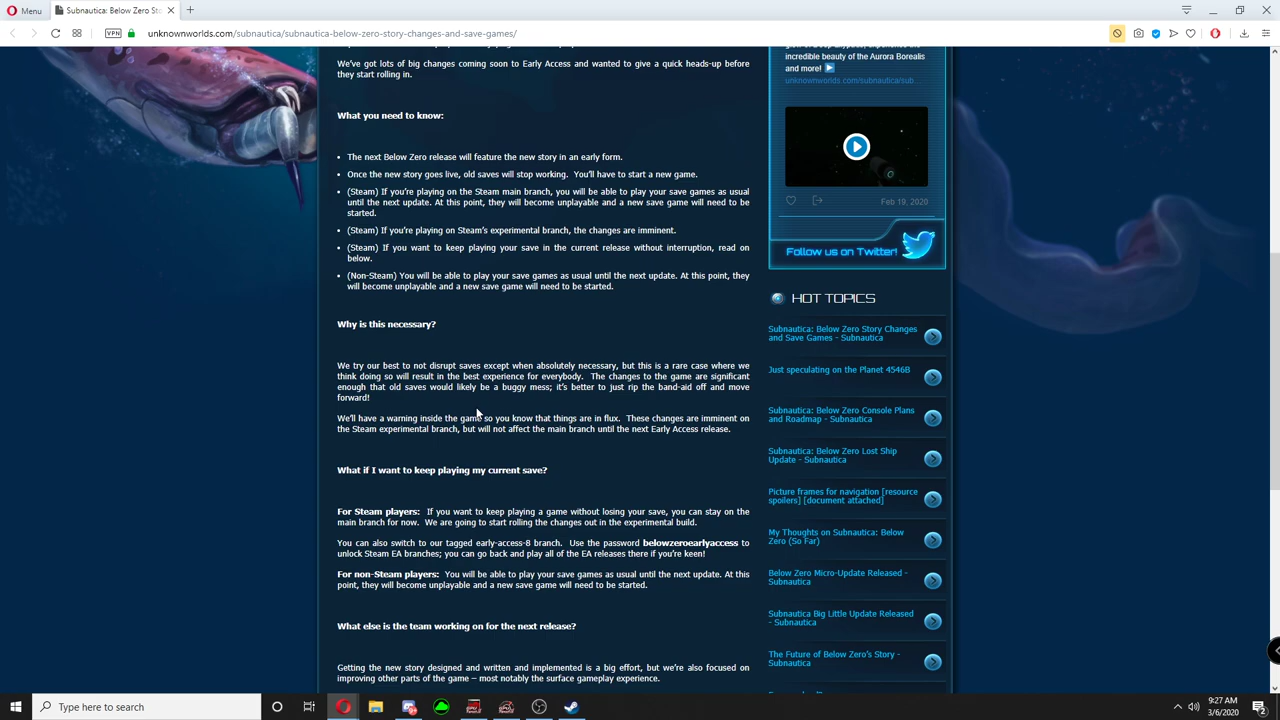 Menu
Subnautica: Below Zero Sto
VPN
unknownworlds.com/subnautica/subnautica-below-zero-story-changes-and-save-games/
We've got lots of big changes coming soon to Early Access and wanted to give a quick heads-up before
they start rolling in.
What you need to know:
The next Below Zero release will feature the new story in an early form.
Once the new story goes live, old saves will stop working. You'll have to start a new game.
(Steam) If you're playing on the Steam main branch, you will be able to play your save games as usual
until the next update. At this point, they will become unplayable and a new save game will need to be
started.
(Steam) If you're playing on Steam's experimental branch, the changes are imminent.
(Steam) If you want to keep playing your save in the current release without interruption, read on
below.
(Non-Steam) You will be able to play your save games as usual until the next update. At this point, they
will become unplayable and a new save game will need to be started.
Why is this necessary?
We try our best to not disrupt saves except when absolutely necessary, but this is a rare case where we
think doing so will result in the best experience for everybody. The changes to the game are significant
enough that old saves would likely be a buggy mess; it's better to just rip the band-aid off and move
forward!
We'll have a warning inside the game so you know that things are in flux. These changes are imminent on
the Steam experimental branch, but will not affect the main branch until the next Early Access release.
What if I want to keep playing my current save?
For Steam players: If you want to keep playing a game without losing your save, you can stay on the
main branch for now. We are going to start rolling the changes out in the experimental build.
You can also switch to our tagged early-access-8 branch. Use the password belowzeroearlyaccess to
unlock Steam EA branches; you can go back and play all of the EA releases there if you're keen!
For non-Steam players: You will be able to play your save games as usual until the next update. At this
point, they will become unplayable and a new save game will need to be started.
What else is the team working on for the next release?
Getting the new story designed and written and implemented is a big effort, but we're also focused on
improving other parts of the game – most notably the surface gameplay experience.
incredible beauty of the Aurora Borealis
and more!
unknownworlds.com/subnautica/sub
Feb 19, 2020
Follow us on Twitter!
HOT TOPICS
Subnautica: Below Zero Story Changes
and Save Games - Subnautica
Just speculating on the Planet 4546B
Subnautica: Below Zero Console Plans
and Roadmap - Subnautica
Subnautica: Below Zero Lost Ship
Update - Subnautica
Picture frames for navigation [resource
spoilers] [document attached]
My Thoughts on Subnautica: Below
Zero (So Far)
Below Zero Micro-Update Released -
Subnautica
Subnautica Big Little Update Released
- Subnautica
The Future of Below Zero's Story -
Subnautica
Type here to search
9:27 AM
3/6/2020
2